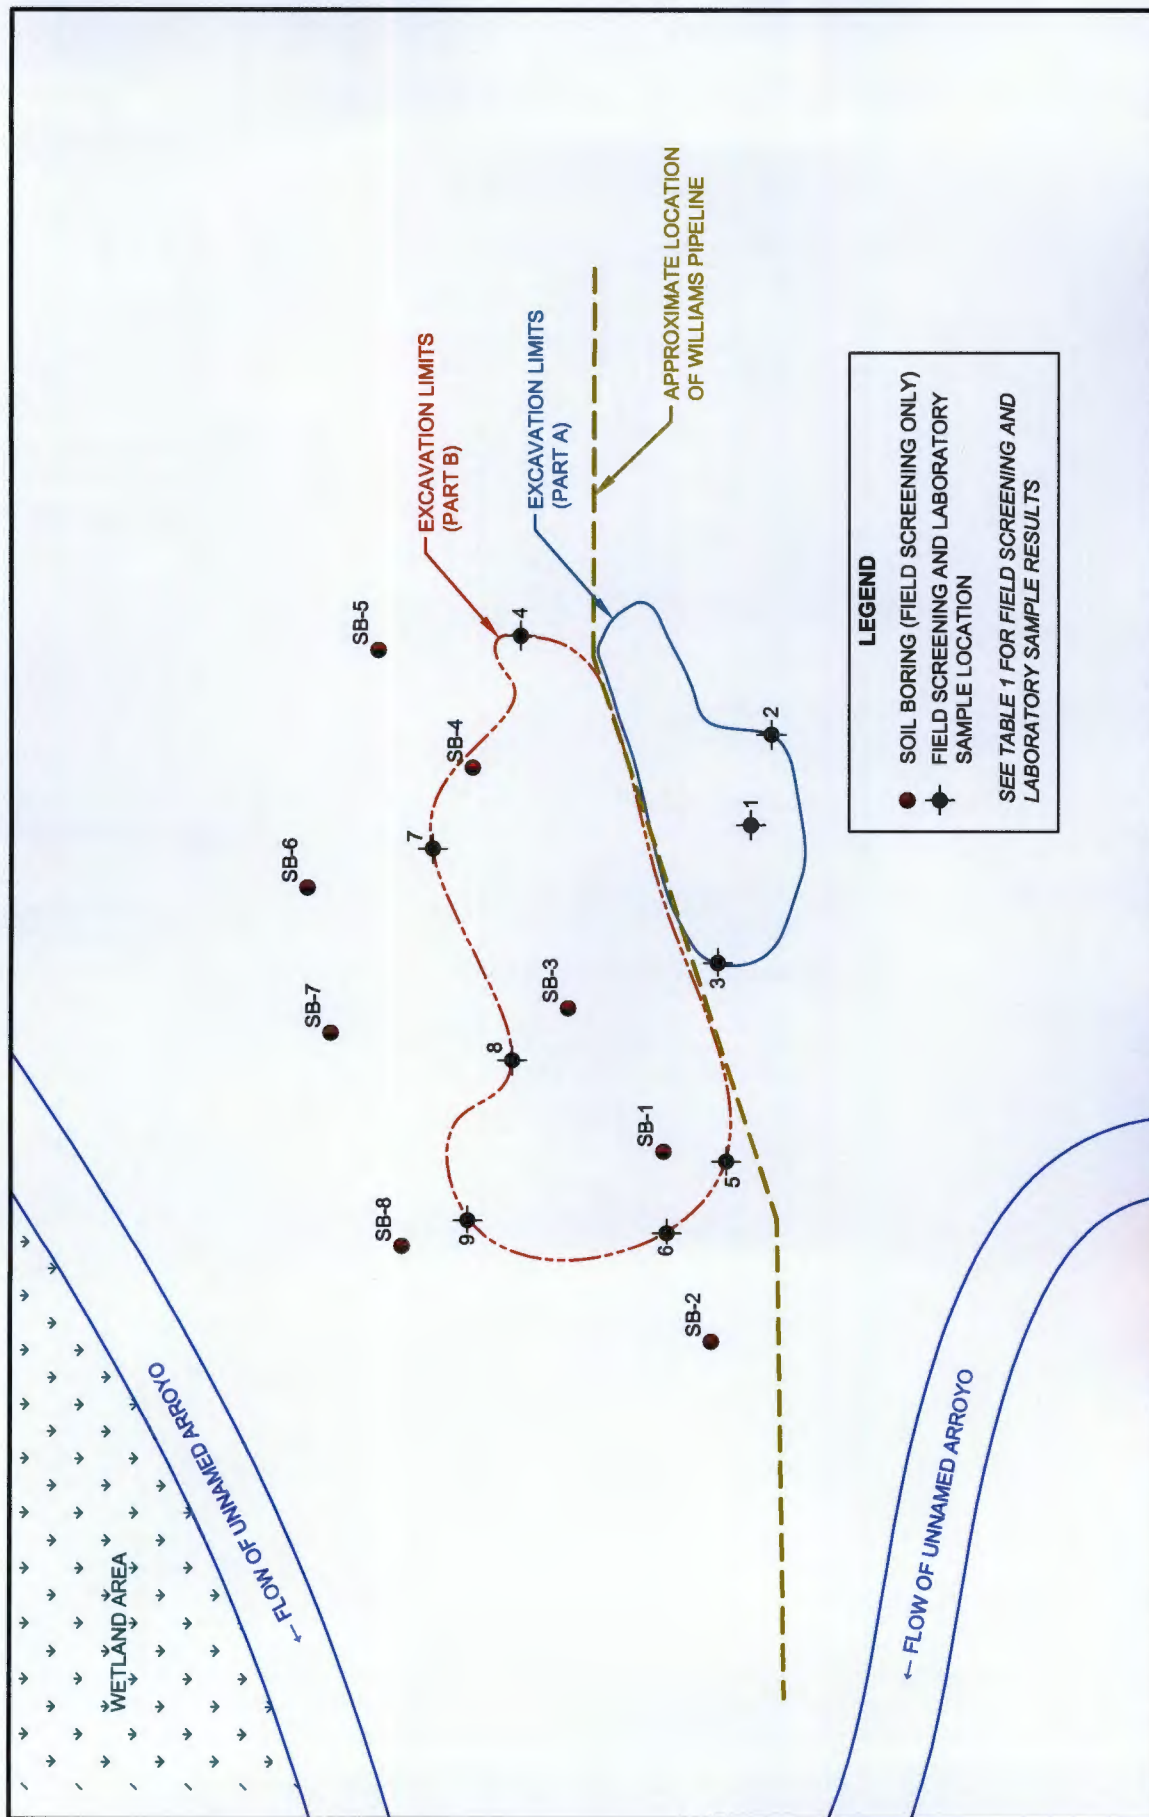 WETLAND AREA
← FLOW OF UNNAMED ARROYO
SB-6
SB-7
SB-5
SB-8
7
SB-4
EXCAVATION LIMITS
(PART B)
9
8
4
SB-3
EXCAVATION LIMITS
(PART A)
SB-1
6
SB-2
5
3
1
2
APPROXIMATE LOCATION
OF WILLIAMS PIPELINE
← FLOW OF UNNAMED ARROYO
LEGEND
SOIL BORING (FIELD SCREENING ONLY)
FIELD SCREENING AND LABORATORY
SAMPLE LOCATION
SEE TABLE 1 FOR FIELD SCREENING AND
LABORATORY SAMPLE RESULTS